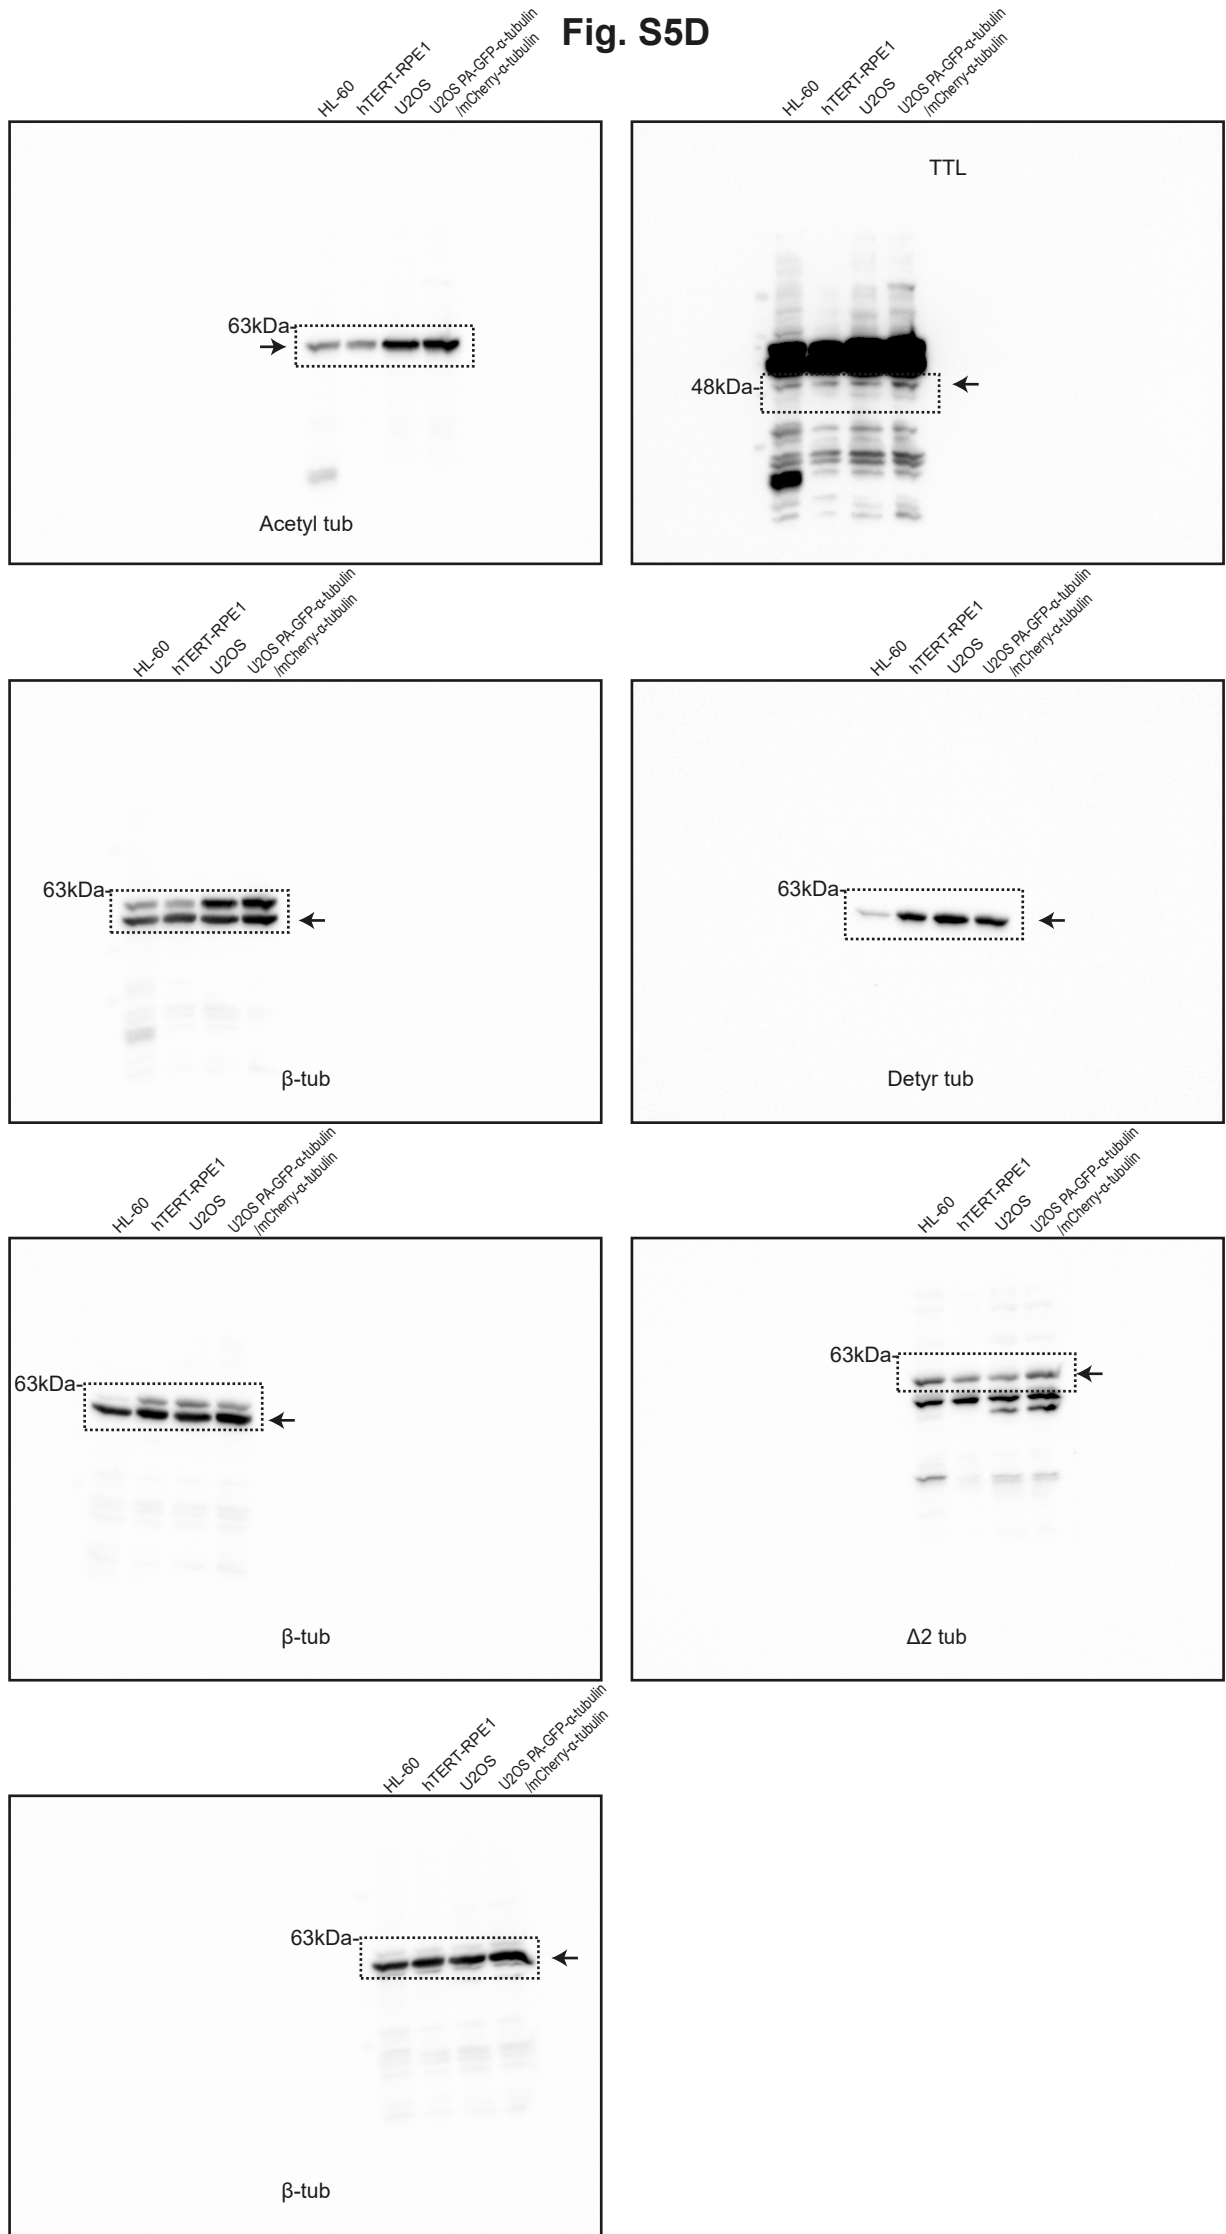 Fig. S5D
HL-60
hTERT-RPE1
U2OS
U2OS PA-GFP-α-tubulin
/mCherry-α-tubulin
63kDa-
Acetyl tub
HL-60
hTERT-RPE1
U2OS
U2OS PA-GFP-α-tubulin
/mCherry-α-tubulin
TTL
48kDa-
HL-60
hTERT-RPE1
U2OS
U2OS PA-GFP-α-tubulin
/mCherry-α-tubulin
63kDa-
β-tub
HL-60
hTERT-RPE1
U2OS
U2OS PA-GFP-α-tubulin
/mCherry-α-tubulin
63kDa-
Detyr tub
HL-60
hTERT-RPE1
U2OS
U2OS PA-GFP-α-tubulin
/mCherry-α-tubulin
63kDa-
β-tub
HL-60
hTERT-RPE1
U2OS
U2OS PA-GFP-α-tubulin
/mCherry-α-tubulin
63kDa-
Δ2 tub
HL-60
hTERT-RPE1
U2OS
U2OS PA-GFP-α-tubulin
/mCherry-α-tubulin
63kDa-
β-tub